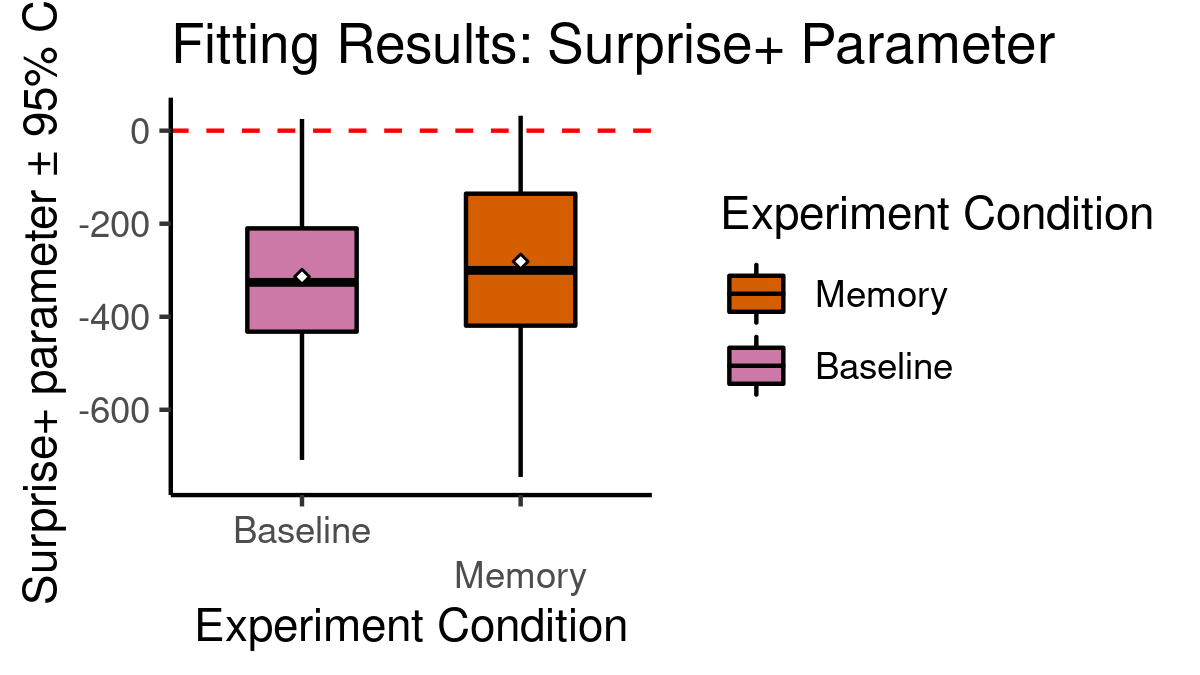 Fitting Results: Surprise+ Parameter
Surprise+ parameter ± 95% C
0
-200
-400
-600
Baseline
Memory
Experiment Condition
Experiment Condition
Memory
Baseline